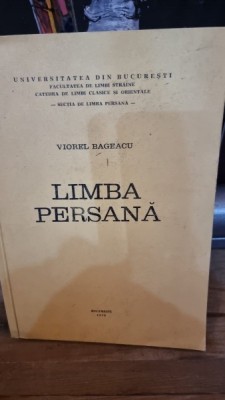 UNIVERSITATEA DIN BUCUREȘTI
FACULTATEA DE LIMBI STRĂINE
CATEDRA DE LIMBI CLASICE ȘI ORIENTALE
— SECȚIA DE LIMBA PERSANĂ —
VIOREL BAGEACU
LIMBA
PERSANĂ
BUCUREȘTI